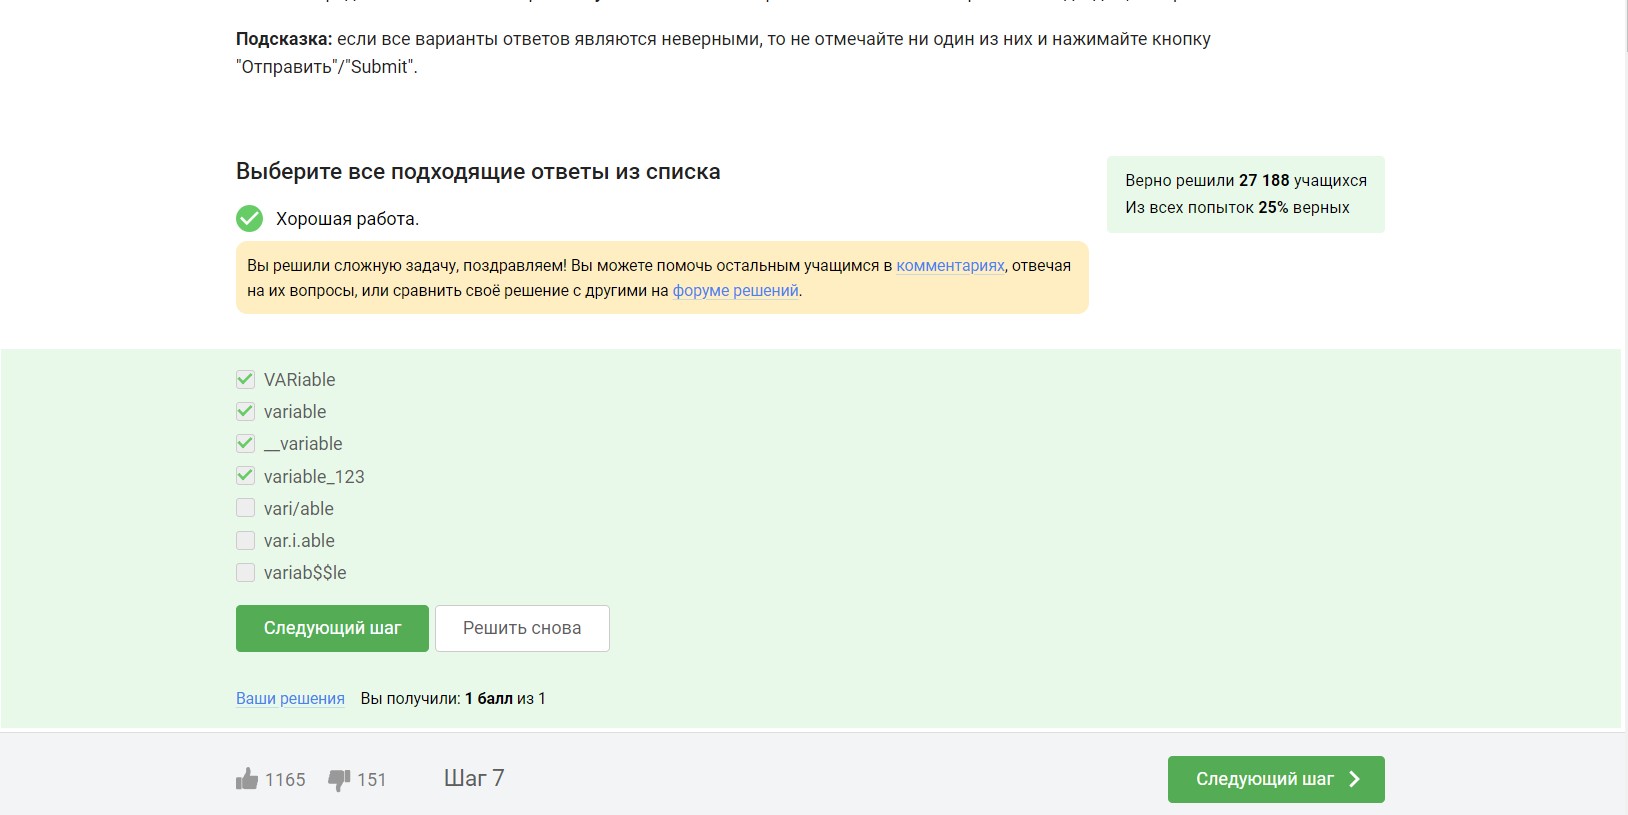 Подсказка: если все варианты ответов являются неверными, то не отмечайте ни один из них и нажимайте кнопку
"Отправить"/"Submit".
Выберите все подходящие ответы из списка
Верно решили 27 188 учащихся
Из всех попыток 25% верных
Хорошая работа.
Вы решили сложную задачу, поздравляем! Вы можете помочь остальным учащимся в комментариях, отвечая
на их вопросы, или сравнить своё решение с другими на форуме решений.
VARiable
variable
__variable
variable_123
vari/able
var.i.able
variab$$le
Следующий шаг
Решить снова
Ваши решения Вы получили: 1 балл из 1
1165 151 Шаг 7
Следующий шаг